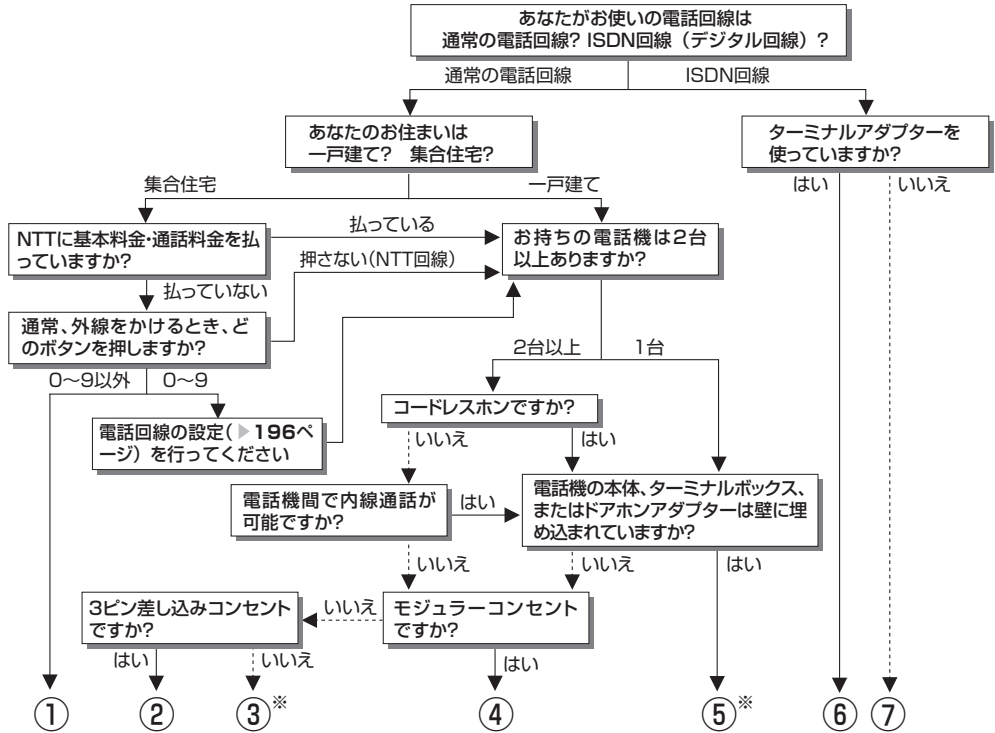 あなたがお使いの電話回線は
通常の電話回線? ISDN回線（デジタル回線）?
通常の電話回線
ISDN回線
あなたのお住まいは
一戸建て?　集合住宅?
ターミナルアダプターを
使っていますか?
集合住宅
一戸建て
はい
いいえ
NTTに基本料金・通話料金を払
っていますか?
払っている
お持ちの電話機は2台
以上ありますか?
押さない（NTT回線）
払っていない
通常、外線をかけるとき、ど
のボタンを押しますか?
0〜9以外
0〜9
2台以上
1台
電話回線の設定（▶196ペ
ージ）を行ってください
コードレスホンですか?
いいえ
はい
電話機間で内線通話が
可能ですか?
はい
電話機の本体、ターミナルボックス、
またはドアホンアダプターは壁に埋
め込まれていますか?
いいえ
いいえ
はい
3ピン差し込みコンセント
ですか?
いいえ
モジュラーコンセント
ですか?
はい
いいえ
はい
①
②
③※
④
⑤※
⑥
⑦